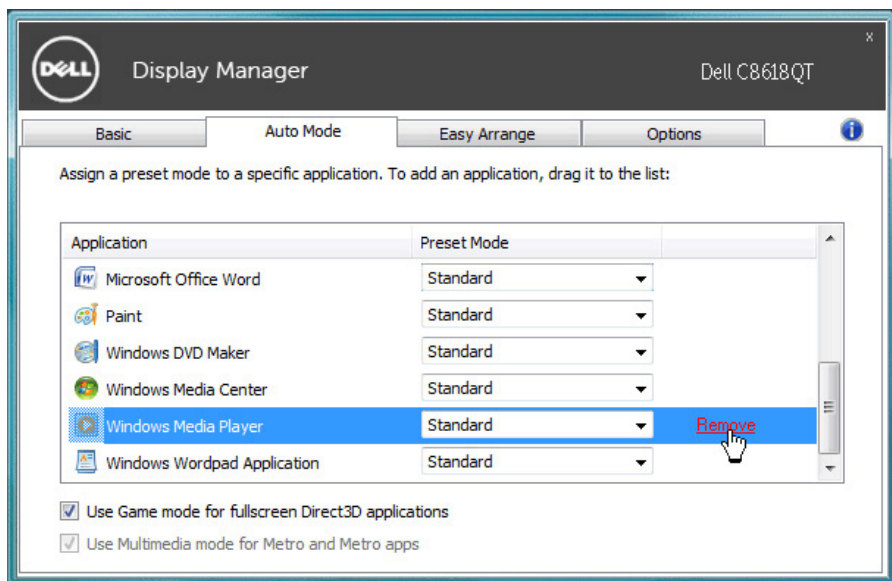 x
DELL Display Manager Dell C8618QT
Basic Auto Mode Easy Arrange Options i
Assign a preset mode to a specific application. To add an application, drag it to the list:
Application Preset Mode
Microsoft Office Word Standard
Paint Standard
Windows DVD Maker Standard
Windows Media Center Standard
Windows Media Player Standard Remove
Windows Wordpad Application Standard
Use Game mode for fullscreen Direct3D applications
Use Multimedia mode for Metro and Metro apps